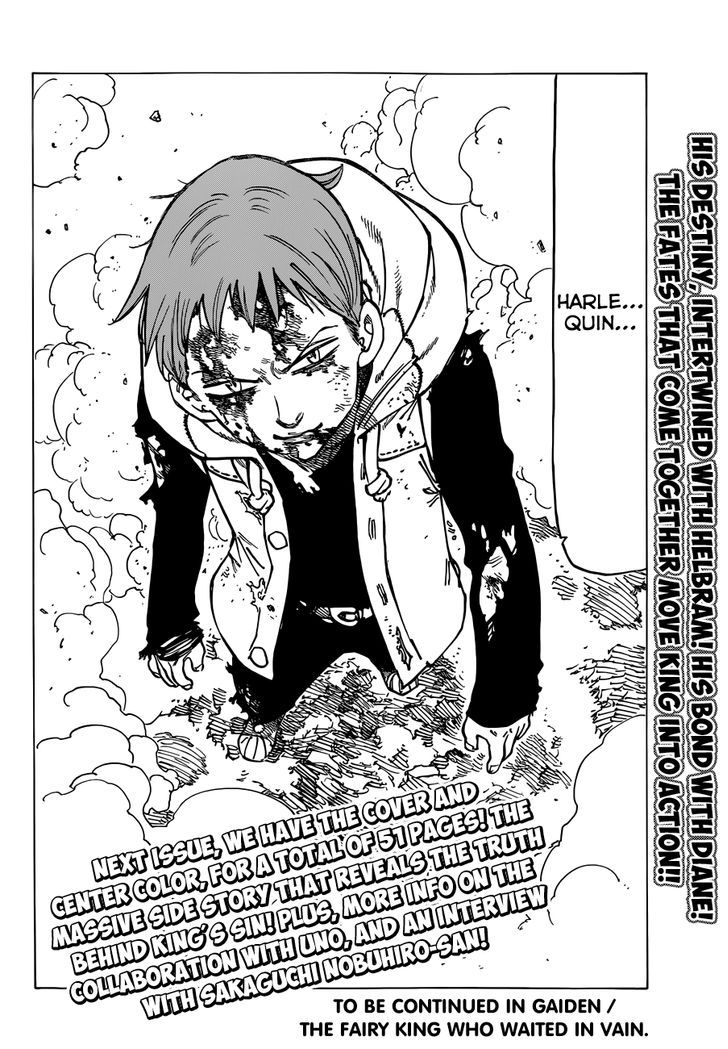 HARLE...
QUIN...
HIS DESTINY, INTERTWINED WITH HELBRAM! HIS BOND WITH DIANE!
THE FATES THAT COME TOGETHER MOVE KING INTO ACTION!!
NEXT ISSUE, WE HAVE THE COVER AND
CENTER COLOR, FOR A TOTAL OF 51 PAGES! THE
MASSIVE SIDE STORY THAT REVEALS THE TRUTH
BEHIND KING'S SIN! PLUS, MORE INFO ON THE
COLLABORATION WITH UNO, AND AN INTERVIEW
WITH SAKAGUCHI NOBUHIRO-SAN!
TO BE CONTINUED IN GAIDEN /
THE FAIRY KING WHO WAITED IN VAIN.